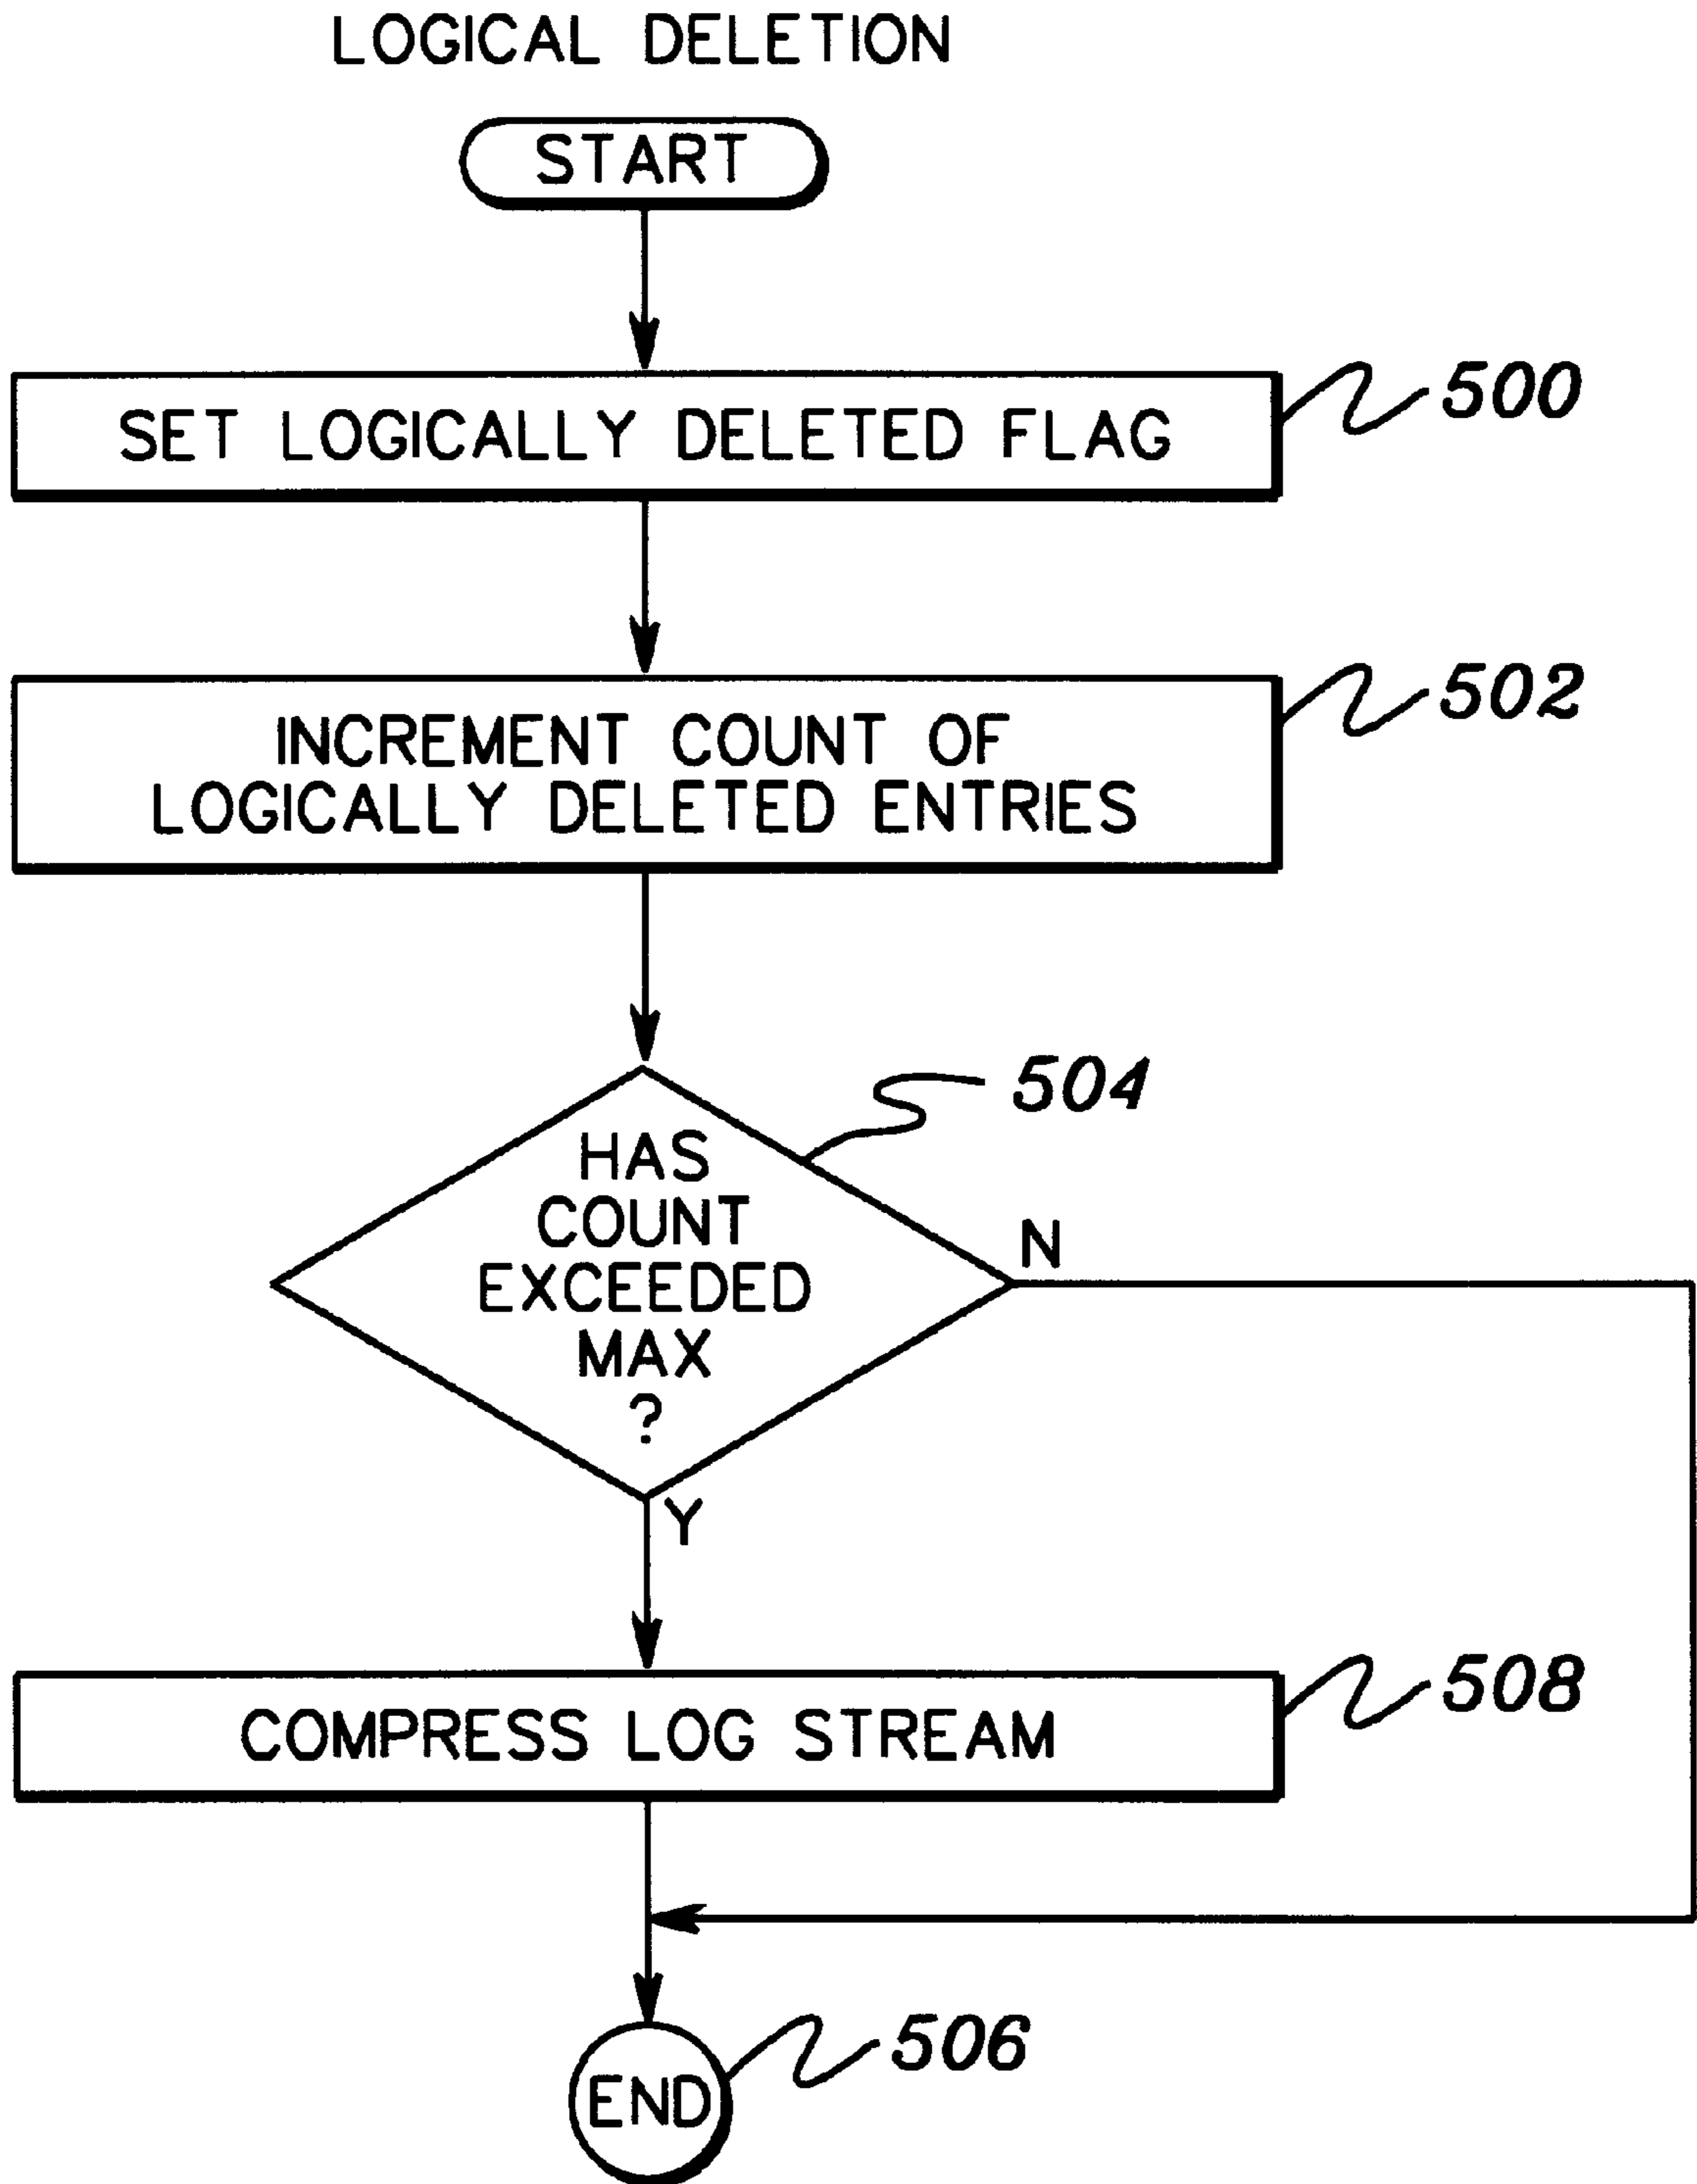 LOGICAL DELETION
START
SET LOGICALLY DELETED FLAG
500
INCREMENT COUNT OF
LOGICALLY DELETED ENTRIES
502
504
HAS
COUNT
EXCEEDED
MAX
?
N
Y
COMPRESS LOG STREAM
508
END
506